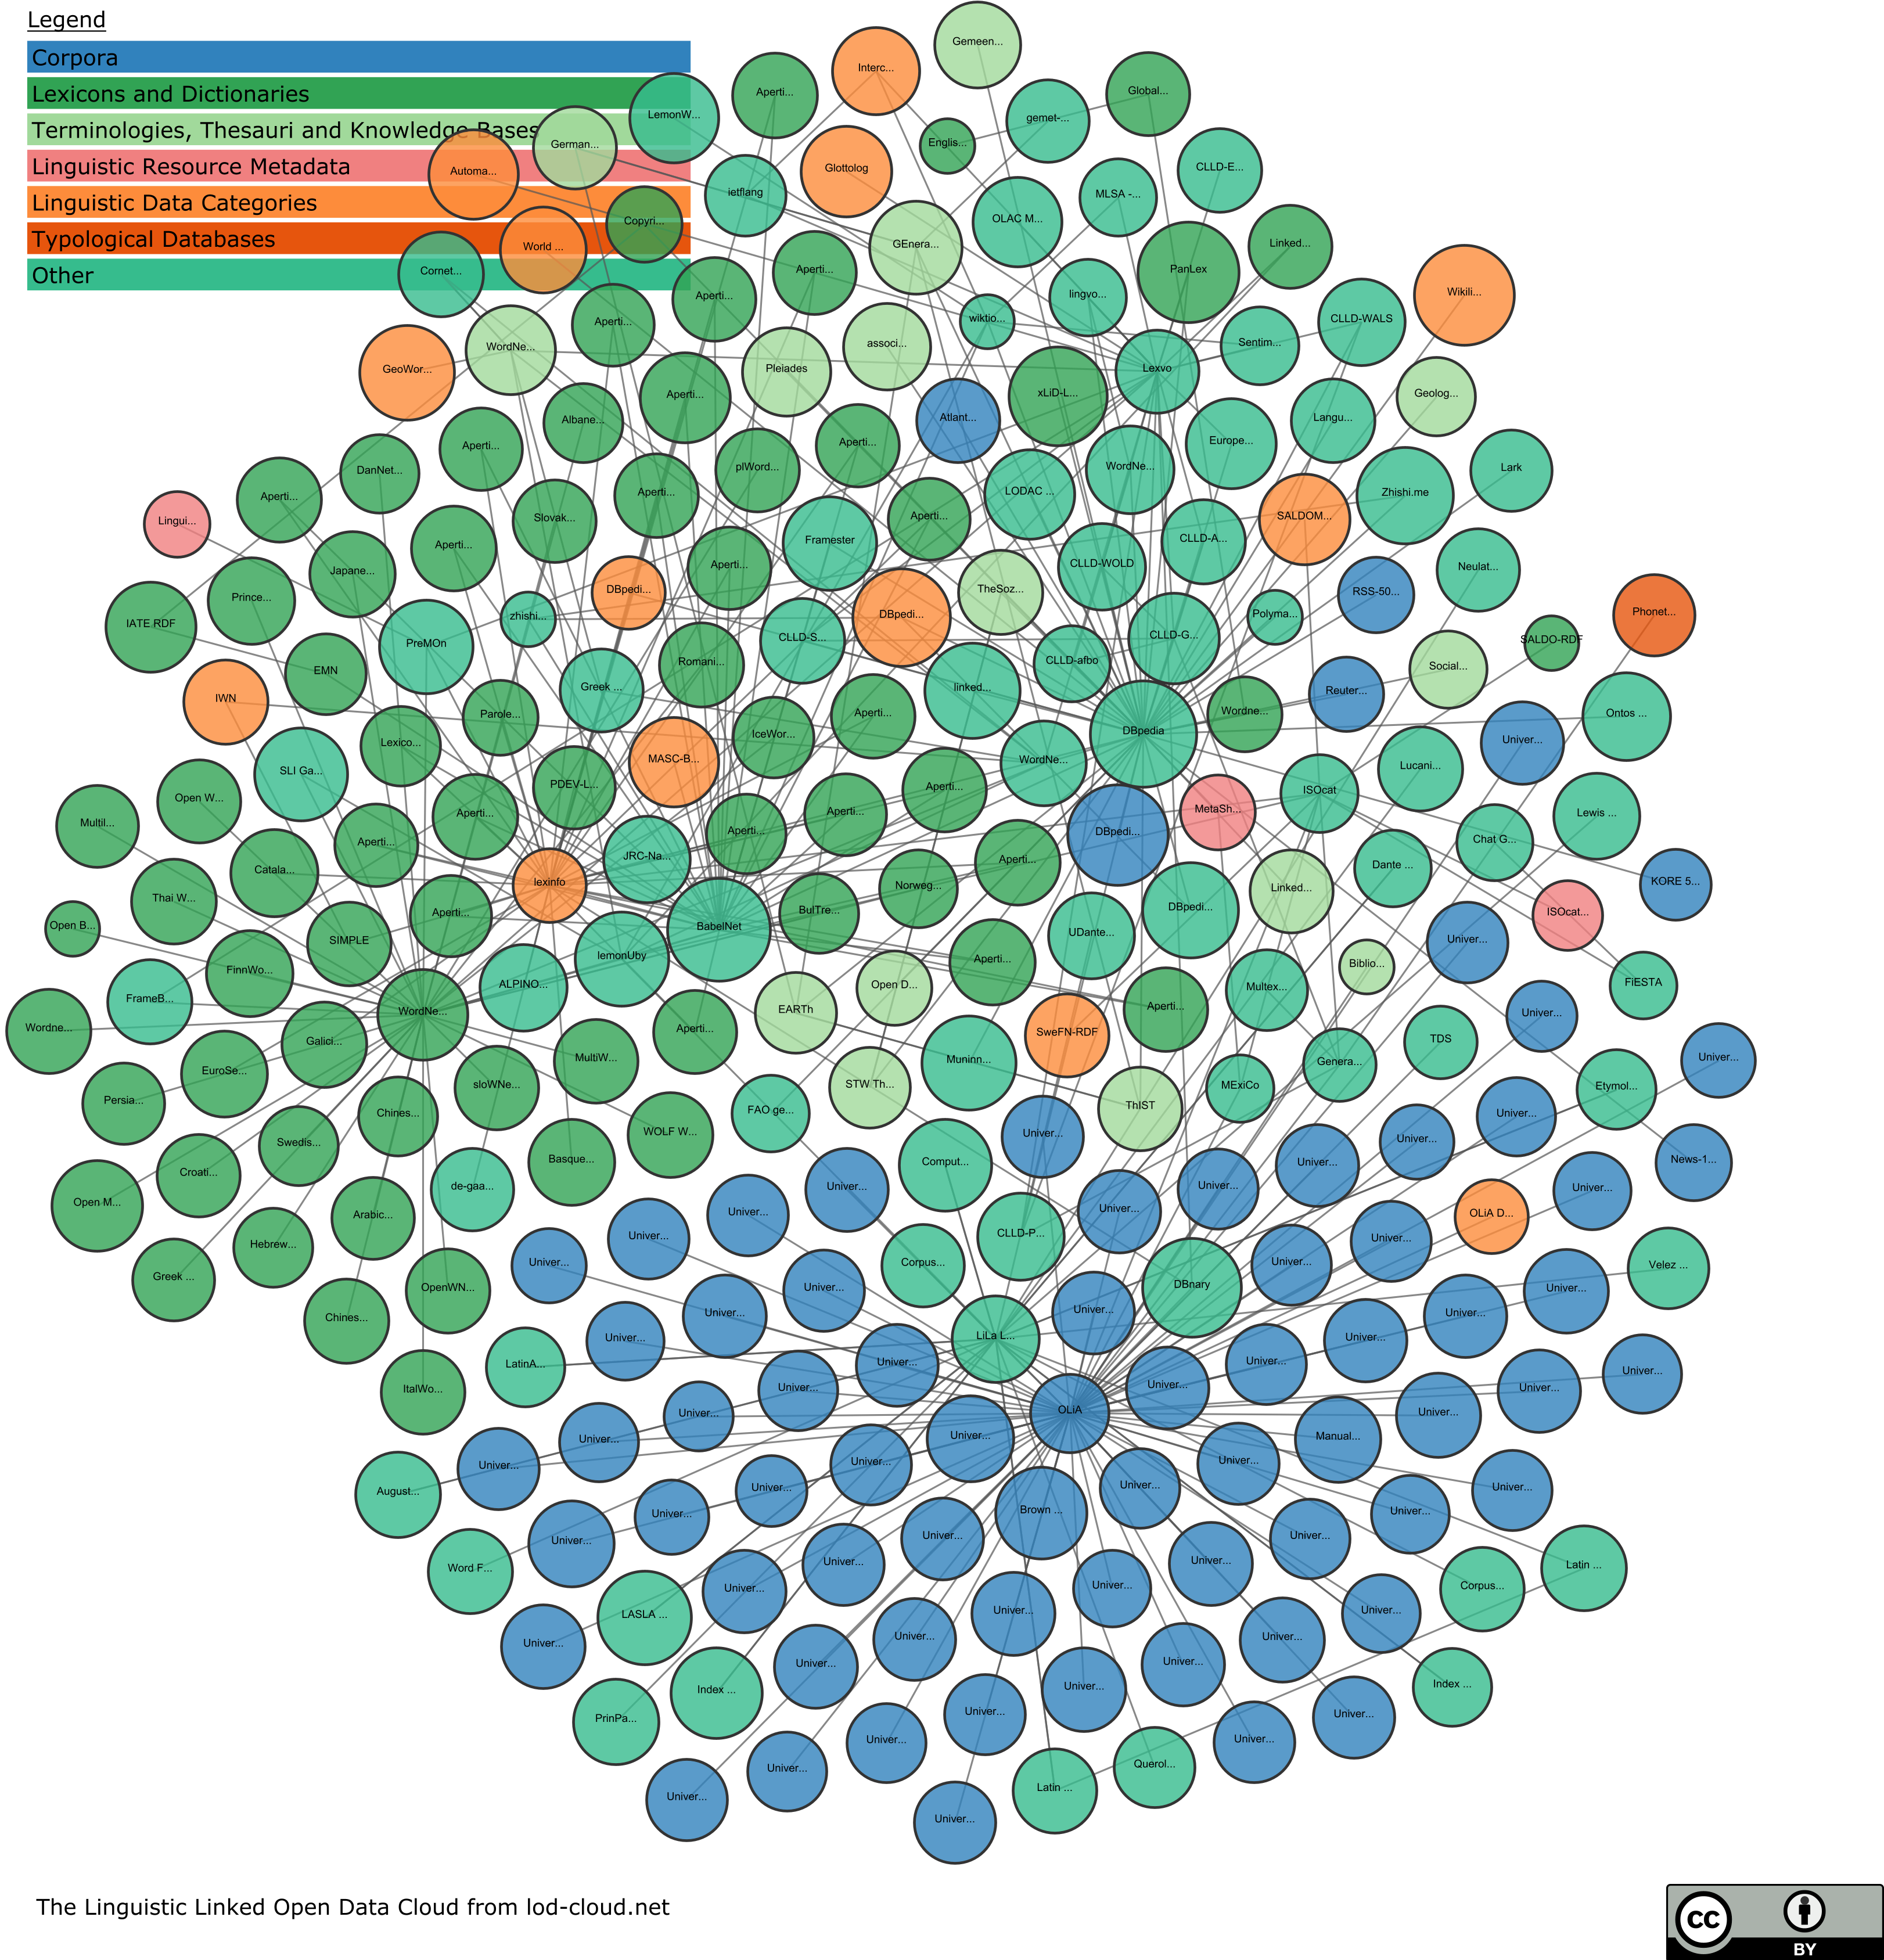 Legend
Corpora
Lexicons and Dictionaries
Terminologies, Thesauri and Knowledge Bases
Linguistic Resource Metadata
Linguistic Data Categories
Typological Databases
Other
Gemeen...
Interc...
Aperti...
Global...
LemonW...
gemet-...
Englis...
German...
Glottolog
CLLD-E...
Automa...
ietflang
MLSA -...
OLAC M...
Copyri...
World ...
GEnera...
Linked...
PanLex
Cornet...
Aperti...
Aperti...
lingvo...
Wikili...
Aperti...
wiktio...
CLLD-WALS
Sentim...
WordNe...
associ...
GeoWor...
Pleiades
Lexvo
Aperti...
xLiD-L...
Geolog...
Albane...
Atlant...
Langu...
Aperti...
Aperti...
Europe...
DanNet...
plWord...
WordNe...
Lark
Aperti...
Aperti...
LODAC ...
Zhishi.me
Lingui...
Slovak...
Aperti...
SALDOM...
Aperti...
Framester
CLLD-A...
Japane...
Aperti...
CLLD-WOLD
Neulat...
Prince...
DBpedi...
TheSoz...
RSS-50...
IATE RDF
zhishi...
DBpedi...
Polyma...
Phonet...
PreMOn
CLLD-S...
CLLD-G...
SALDO-RDF
EMN
Romani...
CLLD-afbo
Social...
IWN
Greek ...
linked...
Reuter...
Parole...
Aperti...
Wordne...
Ontos ...
Lexico...
IceWor...
DBpedia
Univer...
SLI Ga...
MASC-B...
WordNe...
Lucani...
Open W...
PDEV-L...
Aperti...
ISOcat
Multil...
Aperti...
Aperti...
MetaSh...
Lewis ...
Aperti...
Aperti...
DBpedi...
Chat G...
Catala...
JRC-Na...
Aperti...
Dante ...
Thai W...
lexinfo
Norweg...
Linked...
KORE 5...
Open B...
Aperti...
BabelNet
BulTre...
DBpedi...
ISOcat...
SIMPLE
UDante...
Univer...
FinnWo...
lemonUby
Aperti...
Biblio...
FrameB...
ALPINO...
Open D...
Multex...
FiESTA
Wordne...
WordNe...
EARTh
Aperti...
Univer...
Galici...
Aperti...
SweFN-RDF
TDS
EuroSe...
MultiW...
Muninn...
Genera...
Univer...
Persia...
sloWNe...
STW Th...
MExiCo
Etymol...
Chines...
FAO ge...
ThIST
Univer...
Swedis...
WOLF W...
Univer...
Univer...
Croati...
Basque...
Comput...
Univer...
News-1...
Open M...
de-gaa...
Univer...
Univer...
Univer...
Arabic...
Univer...
Univer...
OLiA D...
Hebrew...
Univer...
CLLD-P...
Univer...
Greek ...
Univer...
Corpus...
Univer...
Velez ...
OpenWN...
Univer...
DBnary
Univer...
Chines...
Univer...
Univer...
Univer...
Univer...
LatinA...
Univer...
LiLa L...
Univer...
ItalWo...
Univer...
Univer...
Univer...
Univer...
Univer...
Univer...
Univer...
OLiA
Univer...
Univer...
Univer...
Manual...
August...
Univer...
Univer...
Univer...
Univer...
Univer...
Univer...
Univer...
Brown ...
Univer...
Word F...
Univer...
Univer...
Univer...
Univer...
Univer...
Latin ...
LASLA ...
Univer...
Univer...
Corpus...
Univer...
Univer...
Univer...
Univer...
Univer...
PrinPa...
Index ...
Univer...
Univer...
Univer...
Index ...
Univer...
Univer...
Univer...
Univer...
Univer...
Univer...
Latin ...
Querol...
Univer...
The Linguistic Linked Open Data Cloud from lod-cloud.net
cc
BY